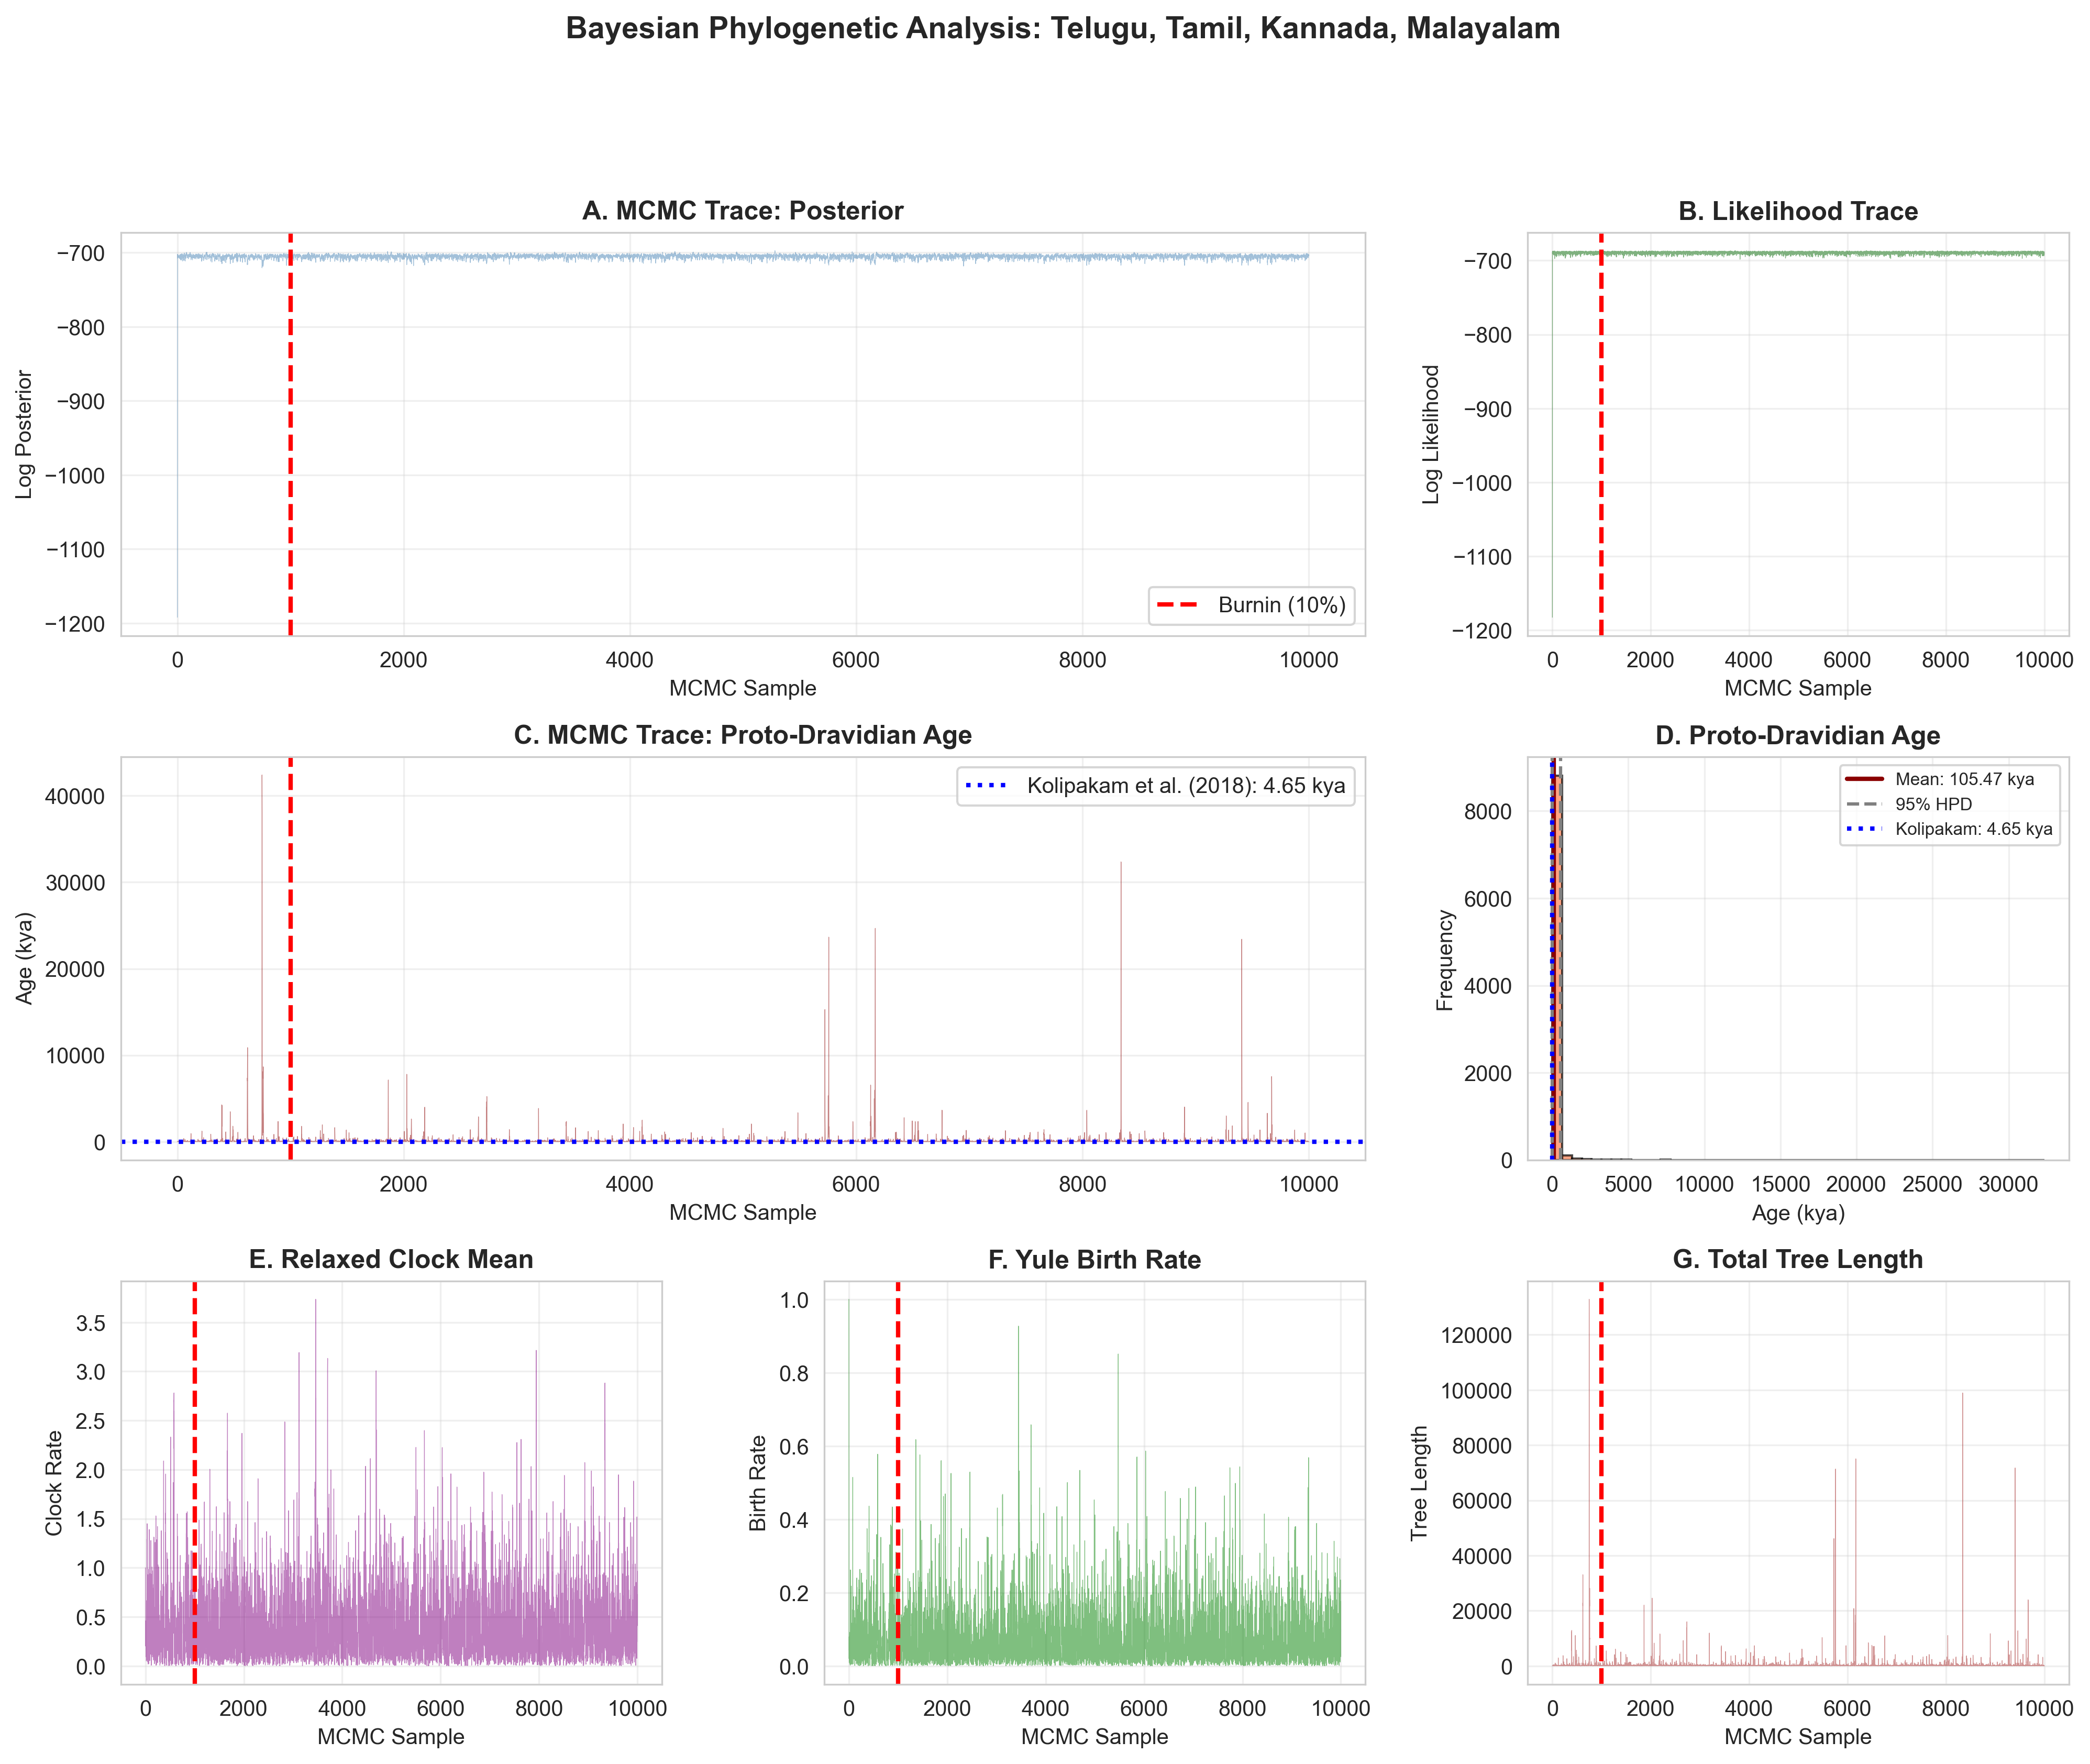 Bayesian Phylogenetic Analysis: Telugu, Tamil, Kannada, Malayalam
A. MCMC Trace: Posterior
−700
−800
−900
−1000
−1100
−1200
Log Posterior
Burnin (10%)
0 2000 4000 6000 8000 10000
MCMC Sample
B. Likelihood Trace
−700
−800
−900
−1000
−1100
−1200
Log Likelihood
0 2000 4000 6000 8000 10000
MCMC Sample
C. MCMC Trace: Proto-Dravidian Age
Kolipakam et al. (2018): 4.65 kya
40000
30000
20000
10000
0
Age (kya)
0 2000 4000 6000 8000 10000
MCMC Sample
D. Proto-Dravidian Age
Mean: 105.47 kya
95% HPD
Kolipakam: 4.65 kya
8000
6000
4000
2000
0
Frequency
0 5000 10000 15000 20000 25000 30000
Age (kya)
E. Relaxed Clock Mean
3.5
3.0
2.5
2.0
1.5
1.0
0.5
0.0
Clock Rate
0 2000 4000 6000 8000 10000
MCMC Sample
F. Yule Birth Rate
1.0
0.8
0.6
0.4
0.2
0.0
Birth Rate
0 2000 4000 6000 8000 10000
MCMC Sample
G. Total Tree Length
120000
100000
80000
60000
40000
20000
0
Tree Length
0 2000 4000 6000 8000 10000
MCMC Sample